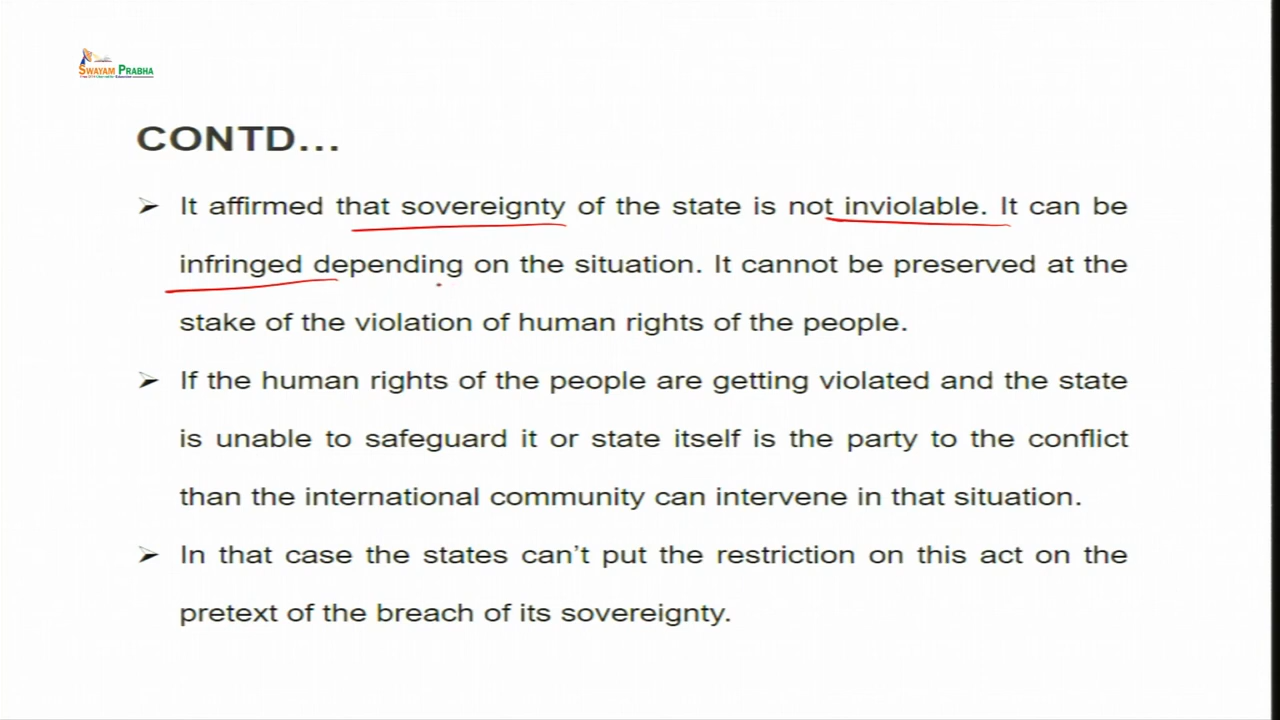 SWAYAM PRABHA
CONTD...
➢ It affirmed that sovereignty of the state is not inviolable. It can be
infringed depending on the situation. It cannot be preserved at the
stake of the violation of human rights of the people.
➢ If the human rights of the people are getting violated and the state
is unable to safeguard it or state itself is the party to the conflict
than the international community can intervene in that situation.
➢ In that case the states can’t put the restriction on this act on the
pretext of the breach of its sovereignty.